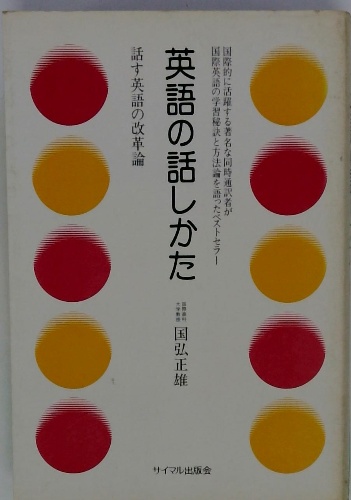 国際的に活躍する著名な同時通訳者が
国際英語の学習秘訣と方法論を語ったベストセラー
英語の話しかた
話す英語の改革論
国弘正雄
サイマル出版会